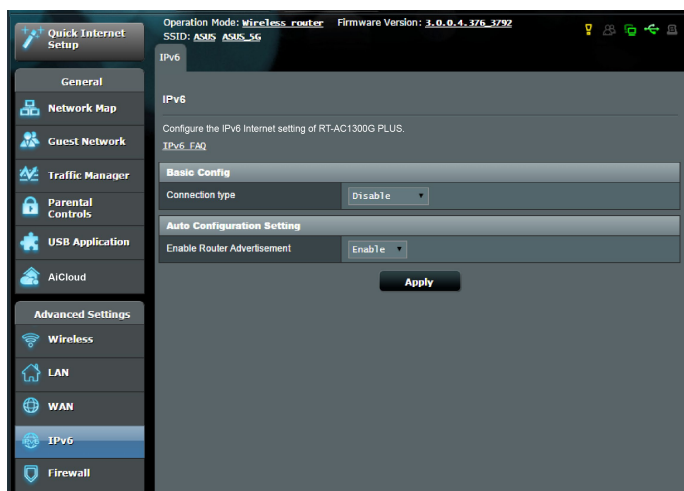 Quick Internet
Setup
Operation Mode: Wireless router Firmware Version: 3.0.0.4.376_3792
SSID: ASUS ASUS_5G
IPv6
General
Network Map
Guest Network
Traffic Manager
Parental
Controls
USB Application
AiCloud
Advanced Settings
Wireless
LAN
WAN
IPv6
Firewall
IPv6
Configure the IPv6 Internet setting of RT-AC1300G PLUS.
IPv6 FAQ
Basic Config
Connection type Disable
Auto Configuration Setting
Enable Router Advertisement Enable
Apply